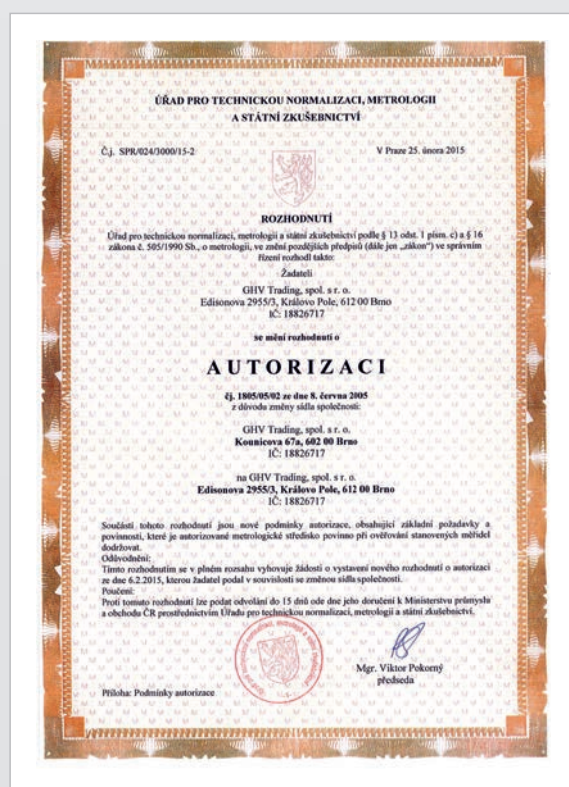 ÚŘAD PRO TECHNICKOU NORMALIZACI, METROLOGII
A STÁTNÍ ZKUŠEBNICTVÍ
Č.j. SPR/024/3000/15-2
V Praze 25. února 2015
ROZHODNUTÍ
Úřad pro technickou normalizaci, metrologii a státní zkušebnictví podle § 13 odst. 1 písm. c) a § 16
zákona č. 505/1990 Sb., o metrologii, ve znění pozdějších předpisů (dále jen „zákon“) ve správním
řízení rozhodl takto:
Žadateli
GHV Trading, spol. s r. o.
Edisonova 2955/3, Královo Pole, 612 00 Brno
IČ: 18826717
se mění rozhodnutí o
AUTORIZACI
čj. 1805/05/02 ze dne 8. června 2005
z důvodu změny sídla společnosti:
GHV Trading, spol. s r. o.
Kounicova 67a, 602 00 Brno
IČ: 18826717
na GHV Trading, spol. s r. o.
Edisonova 2955/3, Královo Pole, 612 00 Brno
IČ: 18826717
Součástí tohoto rozhodnutí jsou nové podmínky autorizace, obsahující základní požadavky a
povinnosti, které je autorizované metrologické středisko povinno při ověřování stanovených měřidel
dodržovat.
Odůvodnění:
Tímto rozhodnutím se v plném rozsahu vyhovuje žádosti o vystavení nového rozhodnutí o autorizaci
ze dne 6.2.2015, kterou žadatel podal v souvislosti se změnou sídla společnosti.
Poučení:
Proti tomuto rozhodnutí lze podat odvolání do 15 dnů ode dne jeho doručení k Ministerstvu průmyslu
a obchodu ČR prostřednictvím Úřadu pro technickou normalizaci, metrologii a státní zkušebnictví.
Mgr. Viktor Pokorný
předseda
Příloha: Podmínky autorizace